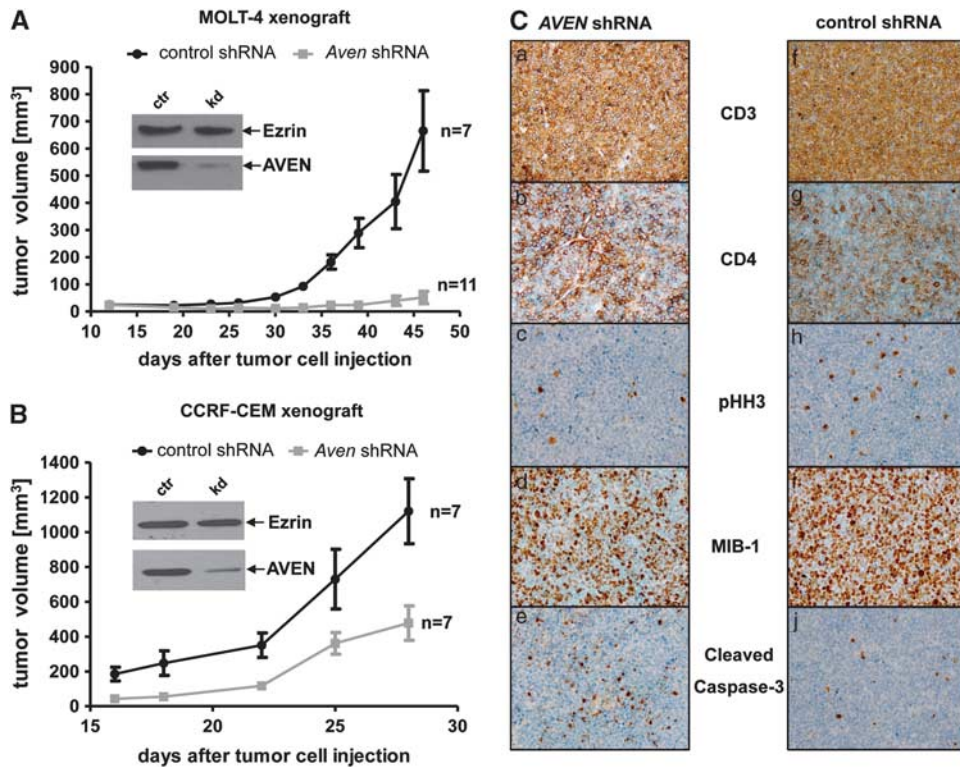 A
MOLT-4 xenograft
control shRNA
Aven shRNA
tumor volume [mm³]
900
800
700
600
500
400
300
200
100
0
ctr
kd
Ezrin
AVEN
n=7
n=11
10
15
20
25
30
35
40
45
50
days after tumor cell injection
B
CCRF-CEM xenograft
control shRNA
Aven shRNA
tumor volume [mm³]
1400
1200
1000
800
600
400
200
0
ctr
kd
Ezrin
AVEN
n=7
n=7
15
20
25
30
days after tumor cell injection
C
AVEN shRNA
control shRNA
a
CD3
f
b
CD4
g
c
pHH3
h
d
MIB-1
i
e
Cleaved
Caspase-3
j